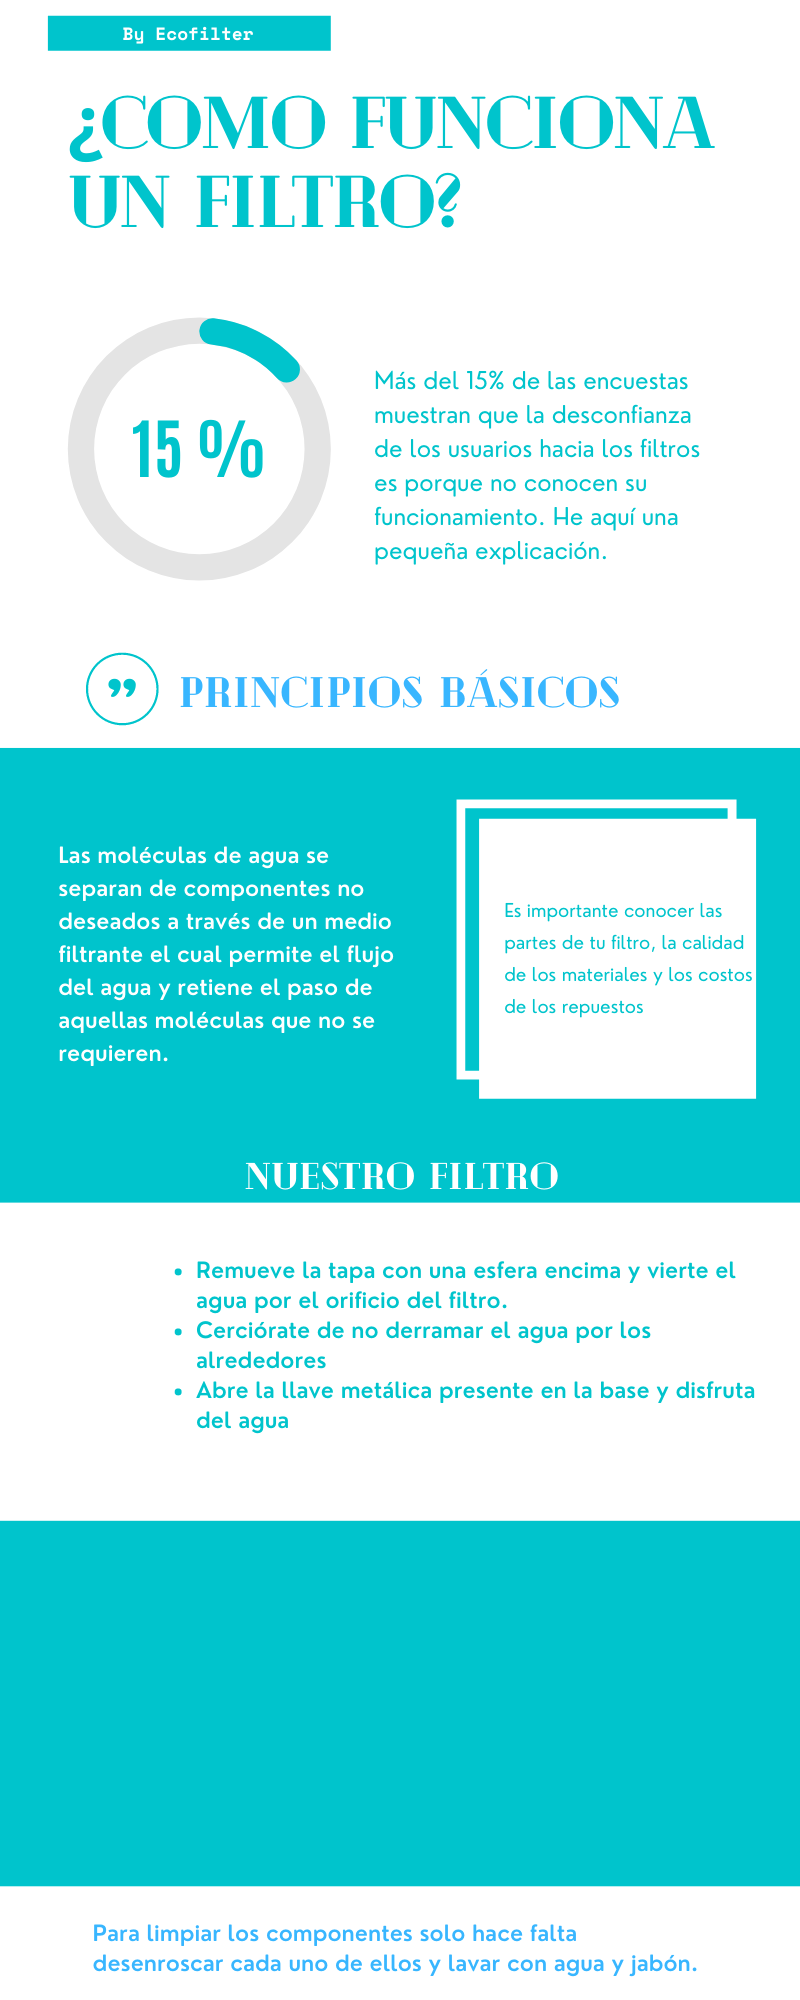 By Ecofilter
¿COMO FUNCIONA
UN FILTRO?
15 %
Más del 15% de las encuestas
muestran que la desconfianza
de los usuarios hacia los filtros
es porque no conocen su
funcionamiento. He aquí una
pequeña explicación.
PRINCIPIOS BÁSICOS
Las moléculas de agua se
separan de componentes no
deseados a través de un medio
filtrante el cual permite el flujo
del agua y retiene el paso de
aquellas moléculas que no se
requieren.
Es importante conocer las
partes de tu filtro, la calidad
de los materiales y los costos
de los repuestos
NUESTRO FILTRO
• Remueve la tapa con una esfera encima y vierte el
agua por el orificio del filtro.
• Cerciórate de no derramar el agua por los
alrededores
• Abre la llave metálica presente en la base y disfruta
del agua
Para limpiar los componentes solo hace falta
desenroscar cada uno de ellos y lavar con agua y jabón.